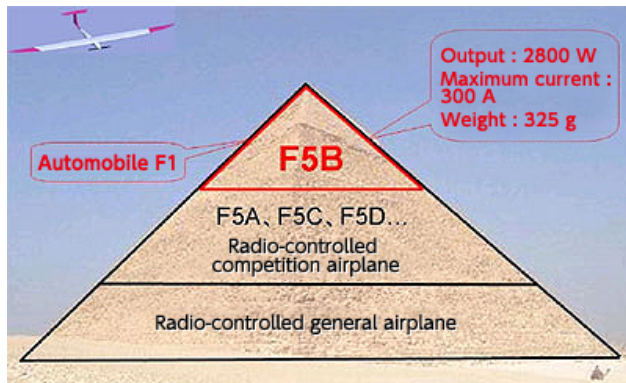 Output : 2800 W
Maximum current :
300 A
Weight : 325 g
Automobile F1
F5B
F5A、F5C、F5D...
Radio-controlled
competition airplane
Radio-controlled general airplane